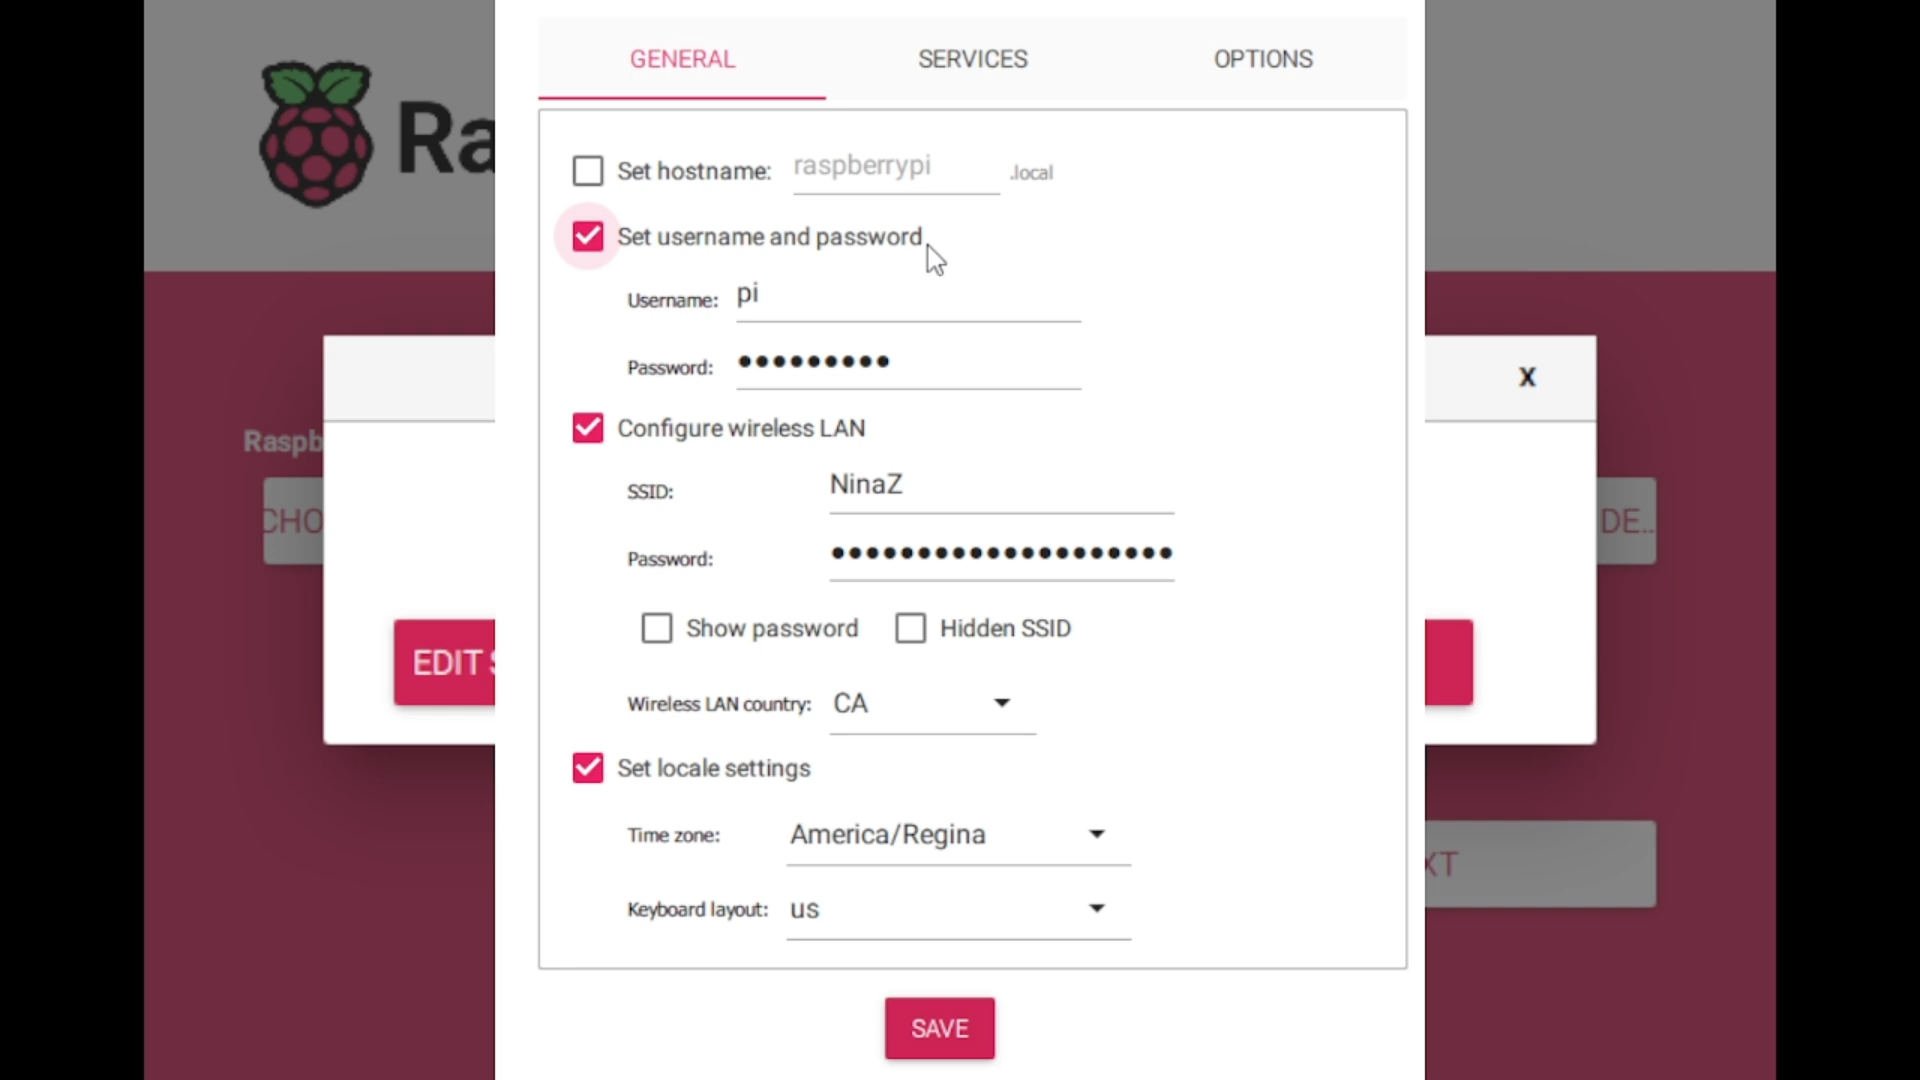 GENERAL SERVICES OPTIONS
Ra
Set hostname: raspberrypi .local
Set username and password
Username: pi
Password: •••••••••
X
Configure wireless LAN
Raspb
SSID: NinaZ
CHO
DE..
Password: ••••••••••••••••••••
Show password Hidden SSID
EDIT S
Wireless LAN country: CA
Set locale settings
Time zone: America/Regina
XT
Keyboard layout: us
SAVE